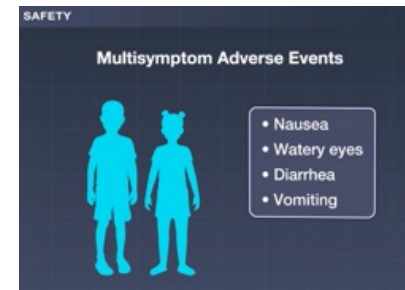 SAFETY
Multisymptom Adverse Events
• Nausea
• Watery eyes
• Diarrhea
• Vomiting